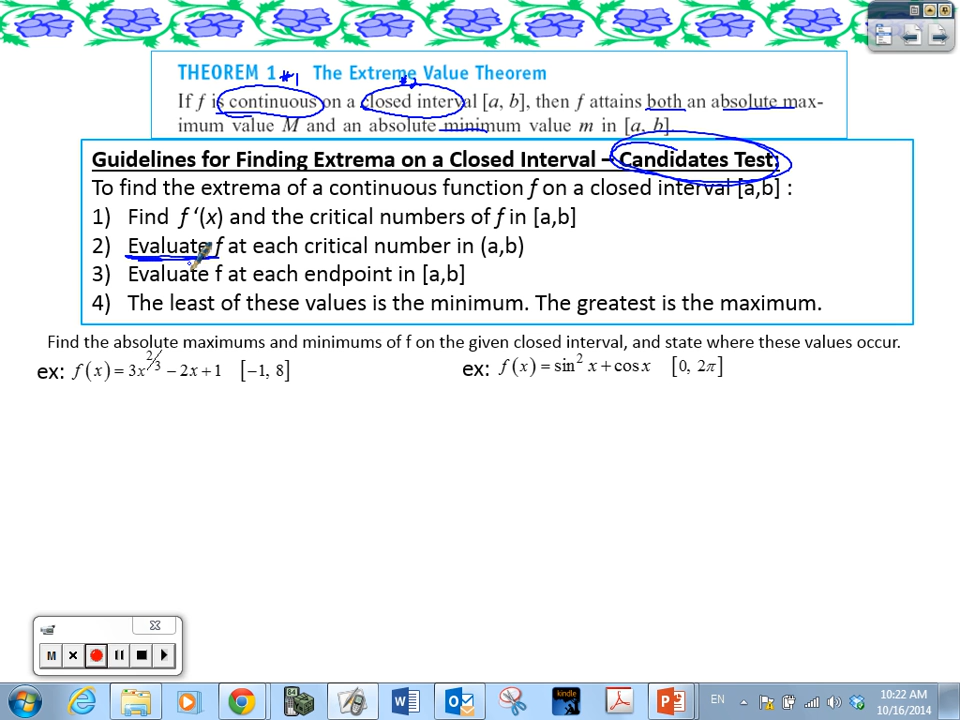 #1
#2
THEOREM 1 The Extreme Value Theorem
If f is continuous on a closed interval [a, b], then f attains both an absolute max-
imum value M and an absolute minimum value m in [a, b].
Guidelines for Finding Extrema on a Closed Interval – Candidates Test:
To find the extrema of a continuous function f on a closed interval [a,b] :
1) Find f ‘(x) and the critical numbers of f in [a,b]
2) Evaluate f at each critical number in (a,b)
3) Evaluate f at each endpoint in [a,b]
4) The least of these values is the minimum. The greatest is the maximum.
Find the absolute maximums and minimums of f on the given closed interval, and state where these values occur.
ex: f(x) = 3x^{2/3} − 2x + 1 [−1, 8]
ex: f(x) = sin² x + cos x [0, 2π]
M
64
kindle
EN
10:22 AM
10/16/2014